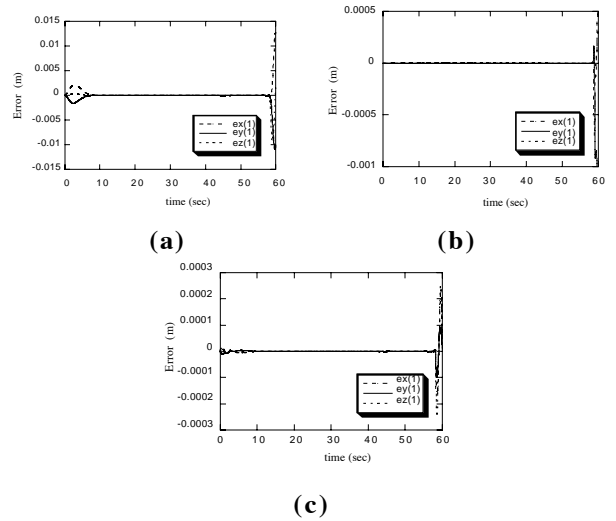 0.015
0.01
0.005
0
-0.005
-0.01
-0.015
Error (m)
ex(1)
ey(1)
ez(1)
0 10 20 30 40 50 60
time (sec)
(a)
0.0005
0
-0.0005
-0.001
Error (m)
ex(1)
ey(1)
ez(1)
0 10 20 30 40 50 60
time (sec)
(b)
0.0003
0.0002
0.0001
0
-0.0001
-0.0002
-0.0003
Error (m)
ex(1)
ey(1)
ez(1)
0 10 20 30 40 50 60
time (sec)
(c)